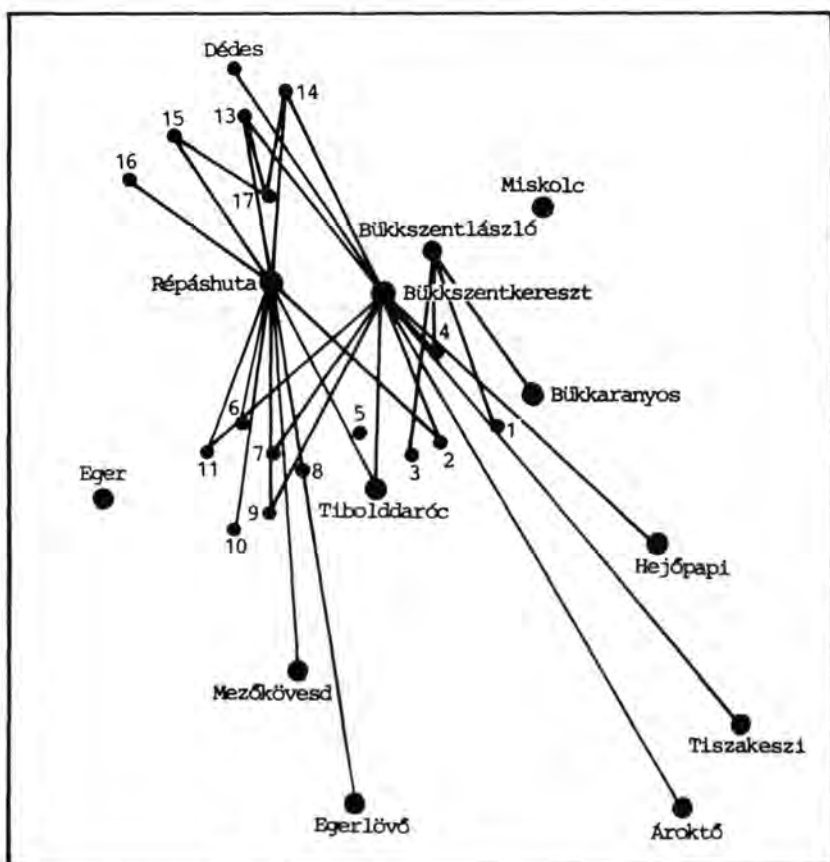 Dédes
14
13
15
16
17
Miskolc
Bükkszentlászló
Répáshuta
Bükkszentkereszt
4
Bükkaranyos
6
5
1
11
7
8
3
2
Eger
9
Tibolddaróc
10
Hejőpapi
Mezőkövesd
Tiszakeszi
Egerlövő
Ároktő